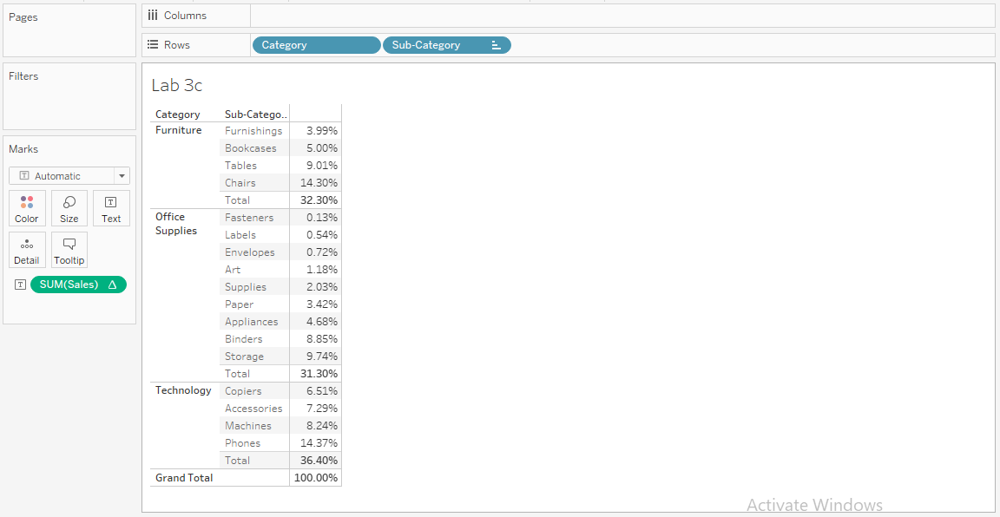 Pages
Columns
Rows
Category
Sub-Category
Filters
Marks
Automatic
Color
Size
Text
Detail
Tooltip
SUM(Sales)
Lab 3c
Category Sub-Catego..
Furniture Furnishings 3.99%
Bookcases 5.00%
Tables 9.01%
Chairs 14.30%
Total 32.30%
Office Supplies Fasteners 0.13%
Labels 0.54%
Envelopes 0.72%
Art 1.18%
Supplies 2.03%
Paper 3.42%
Appliances 4.68%
Binders 8.85%
Storage 9.74%
Total 31.30%
Technology Copiers 6.51%
Accessories 7.29%
Machines 8.24%
Phones 14.37%
Total 36.40%
Grand Total 100.00%
Activate Windows